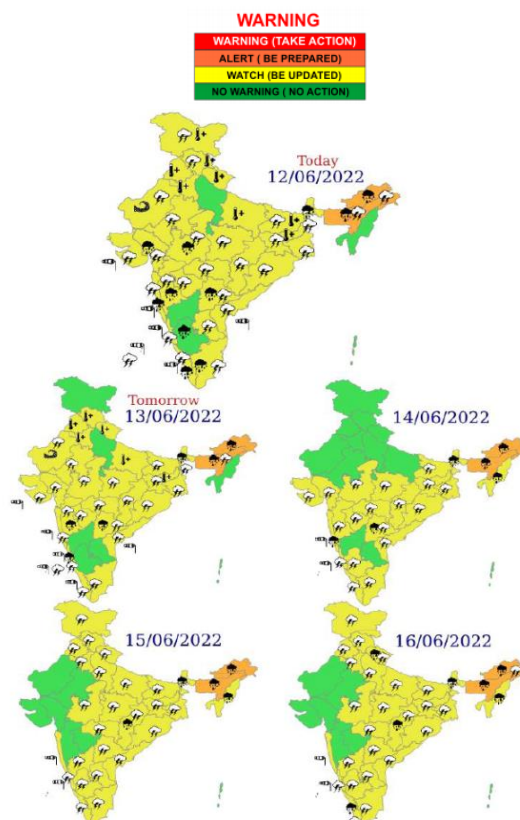 WARNING
WARNING (TAKE ACTION)
ALERT ( BE PREPARED)
WATCH (BE UPDATED)
NO WARNING ( NO ACTION)
Today
12/06/2022
Tomorrow
13/06/2022
14/06/2022
15/06/2022
16/06/2022